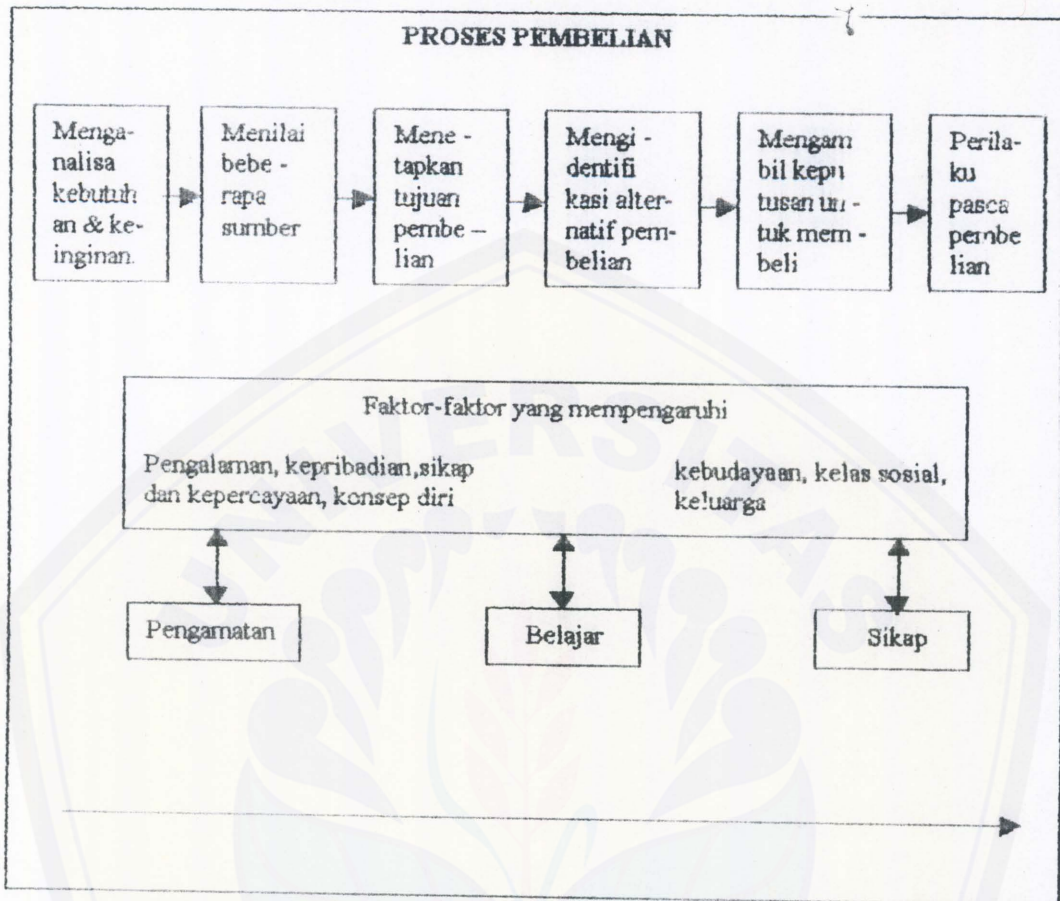 PROSES PEMBELIAN
Menga-
nalisa
kebutuh
an & ke-
inginan.
Menilai
bebe -
rapa
sumber
Mene -
tapkan
tujuan
pembe –
lian
Mengi -
dentifi
kasi alter-
natif pem-
belian
Mengam
bil kepu
tusan un -
tuk mem -
beli
Perila-
ku
pasca
pembe
lian
Faktor-faktor yang mempengaruhi
Pengalaman, kepribadian,sikap
dan kepercayaan, konsep diri
kebudayaan, kelas sosial,
keluarga
Pengamatan
Belajar
Sikap
UNIVERSITAS